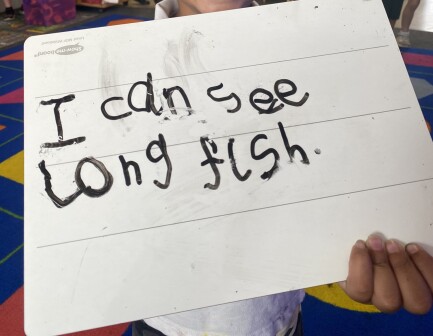 I can see
long fish.